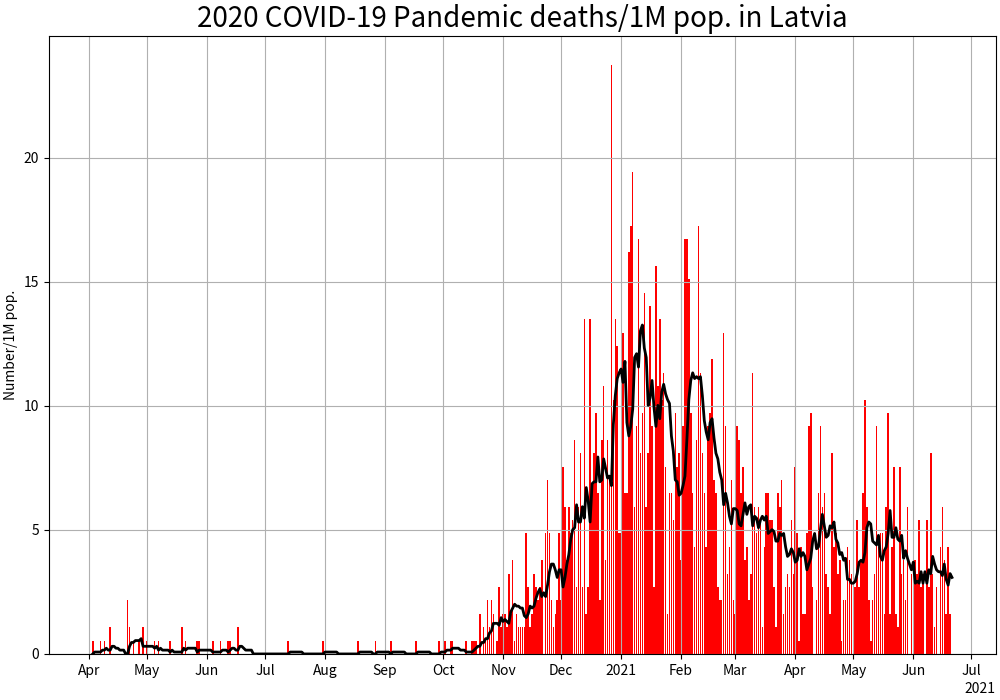 2020 COVID-19 Pandemic deaths/1M pop. in Latvia
Number/1M pop.
20
15
10
5
0
Apr May Jun Jul Aug Sep Oct Nov Dec 2021 Feb Mar Apr May Jun Jul
2021